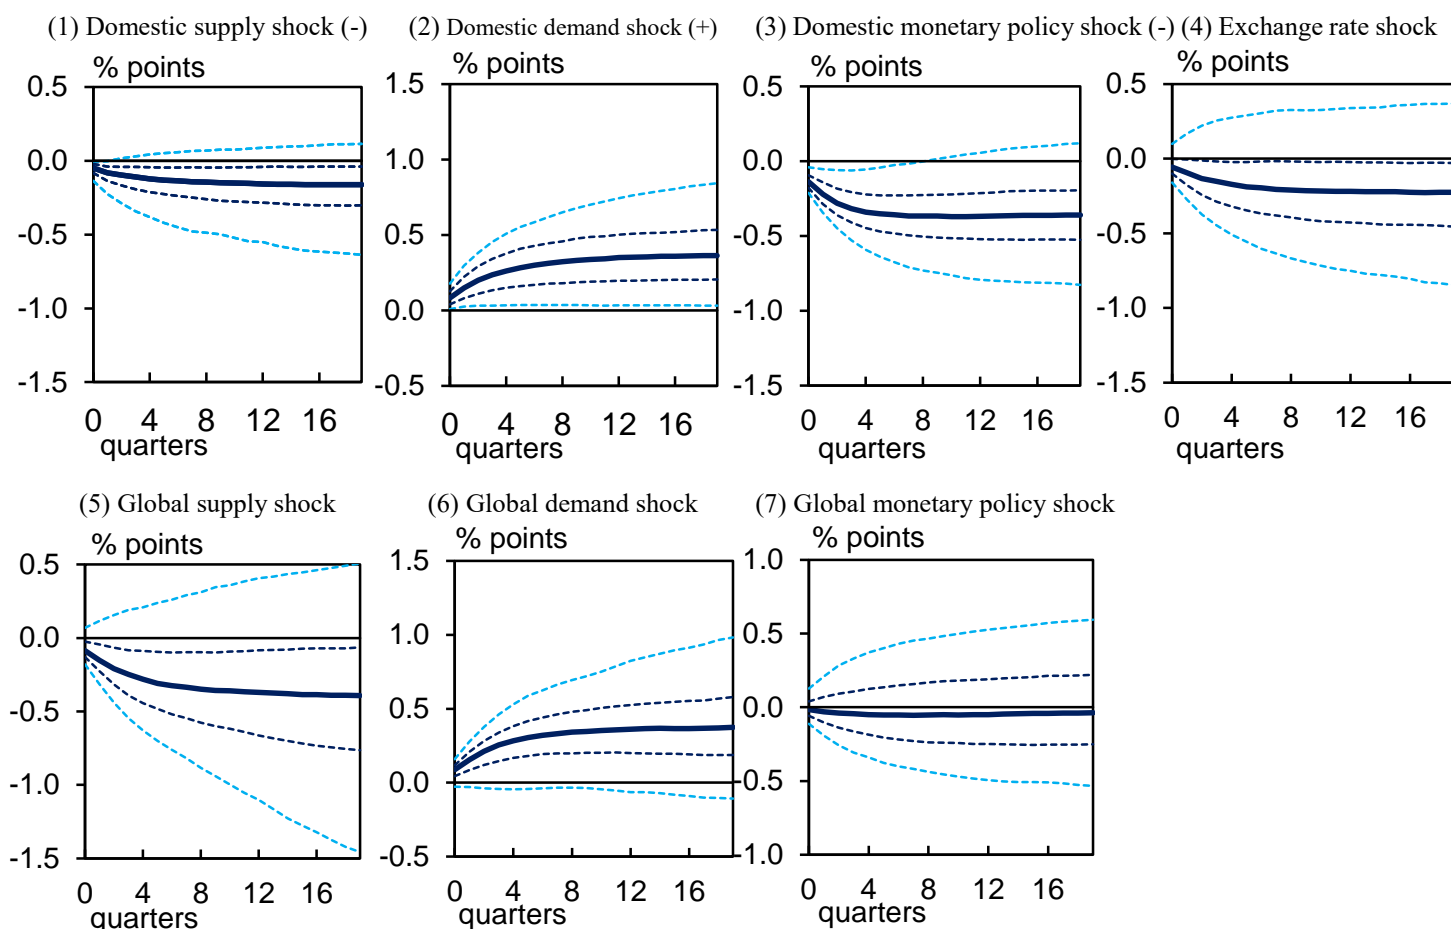 (1) Domestic supply shock (-)
% points
0.5
0.0
-0.5
-1.0
-1.5
0 4 8 12 16
quarters
(2) Domestic demand shock (+)
% points
1.5
1.0
0.5
0.0
-0.5
0 4 8 12 16
quarters
(3) Domestic monetary policy shock (-)
% points
0.5
0.0
-0.5
-1.0
-1.5
0 4 8 12 16
quarters
(4) Exchange rate shock
% points
0.5
0.0
-0.5
-1.0
-1.5
0 4 8 12 16
quarters
(5) Global supply shock
% points
0.5
0.0
-0.5
-1.0
-1.5
0 4 8 12 16
quarters
(6) Global demand shock
% points
1.5
1.0
0.5
0.0
-0.5
0 4 8 12 16
quarters
(7) Global monetary policy shock
% points
1.0
0.5
0.0
-0.5
-1.0
0 4 8 12 16
quarters